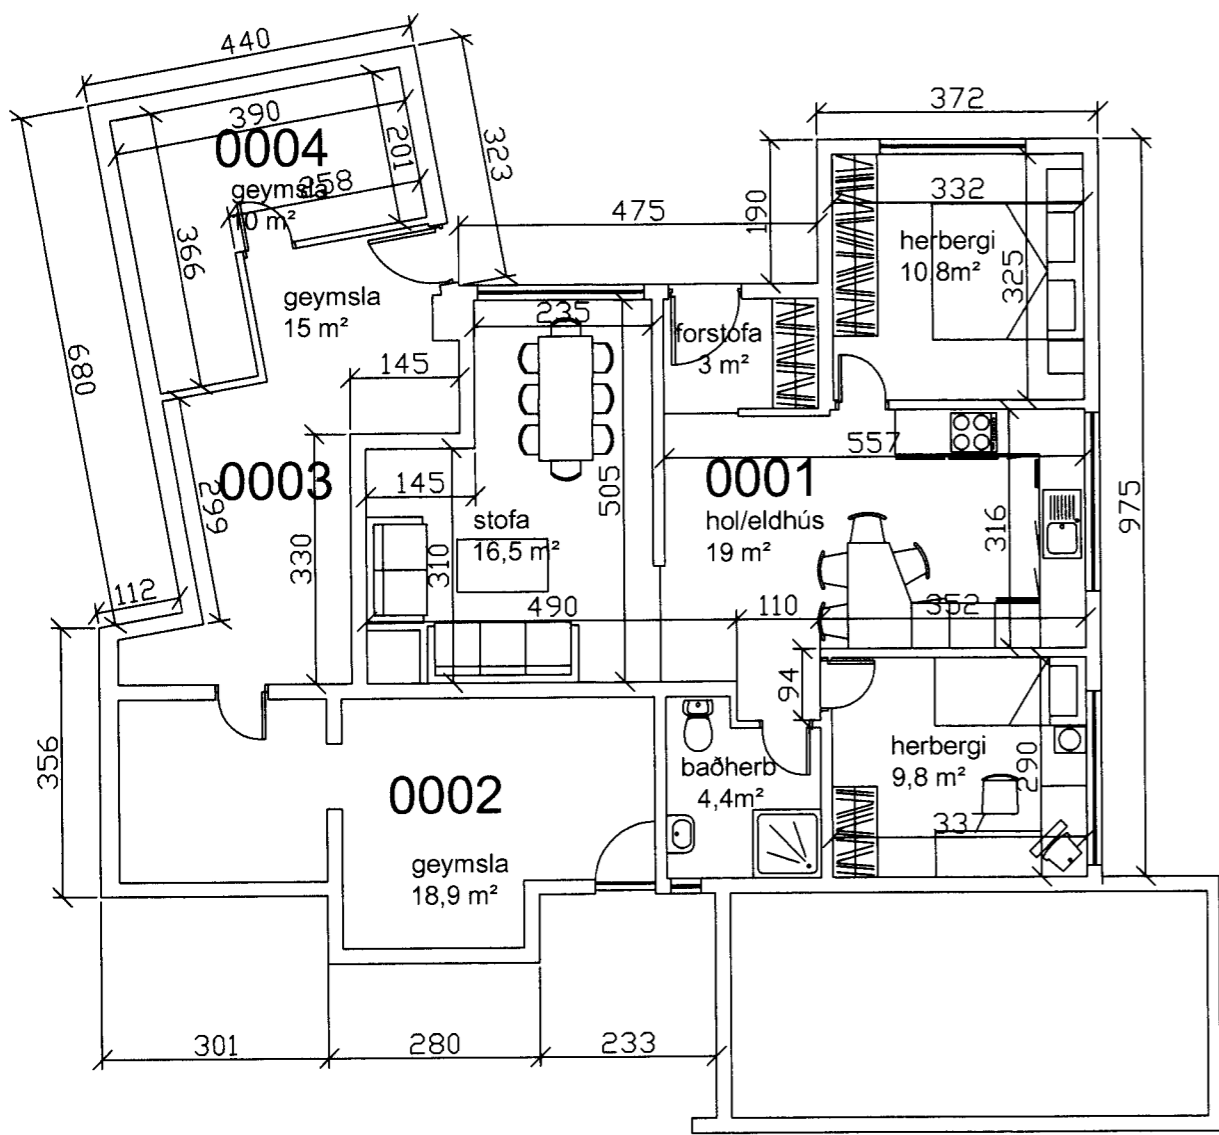 440
390
0004
201
323
geymsla
258
10 m²
366
geymsla
15 m²
680
145
299
0003
330
112
372
190
475
332
herbergi
10.8m²
325
235
forstofa
3 m²
557
0001
hol/eldhús
19 m²
316
975
145
505
stofa
16,5 m²
310
490
110
352
94
356
0002
geymsla
18,9 m²
baðherb
4,4m²
herbergi
9,8 m²
290
337
301
280
233